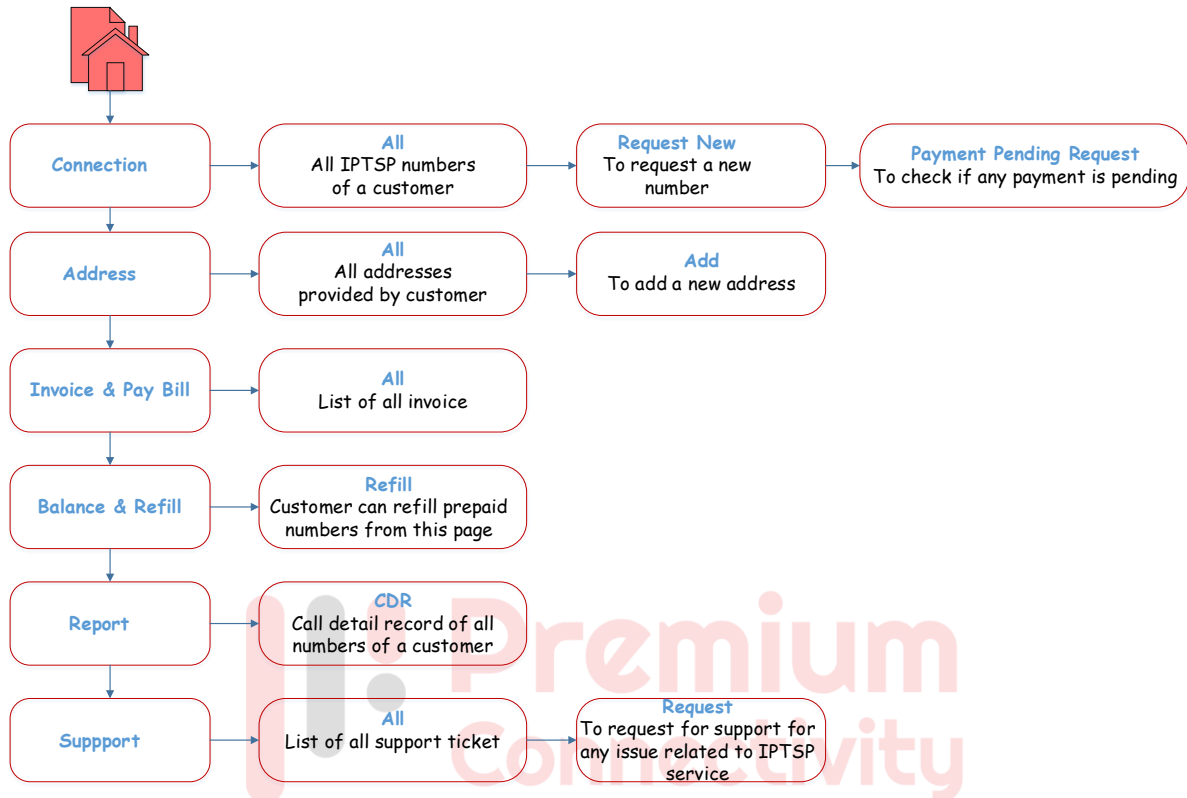 Connection
All
All IPTSP numbers
of a customer
Request New
To request a new
number
Payment Pending Request
To check if any payment is pending
Address
All
All addresses
provided by customer
Add
To add a new address
Invoice & Pay Bill
All
List of all invoice
Balance & Refill
Refill
Customer can refill prepaid
numbers from this page
Report
CDR
Call detail record of all
numbers of a customer
Suppport
All
List of all support ticket
Request
To request for support for
any issue related to IPTSP
service
Premium
Connectivity